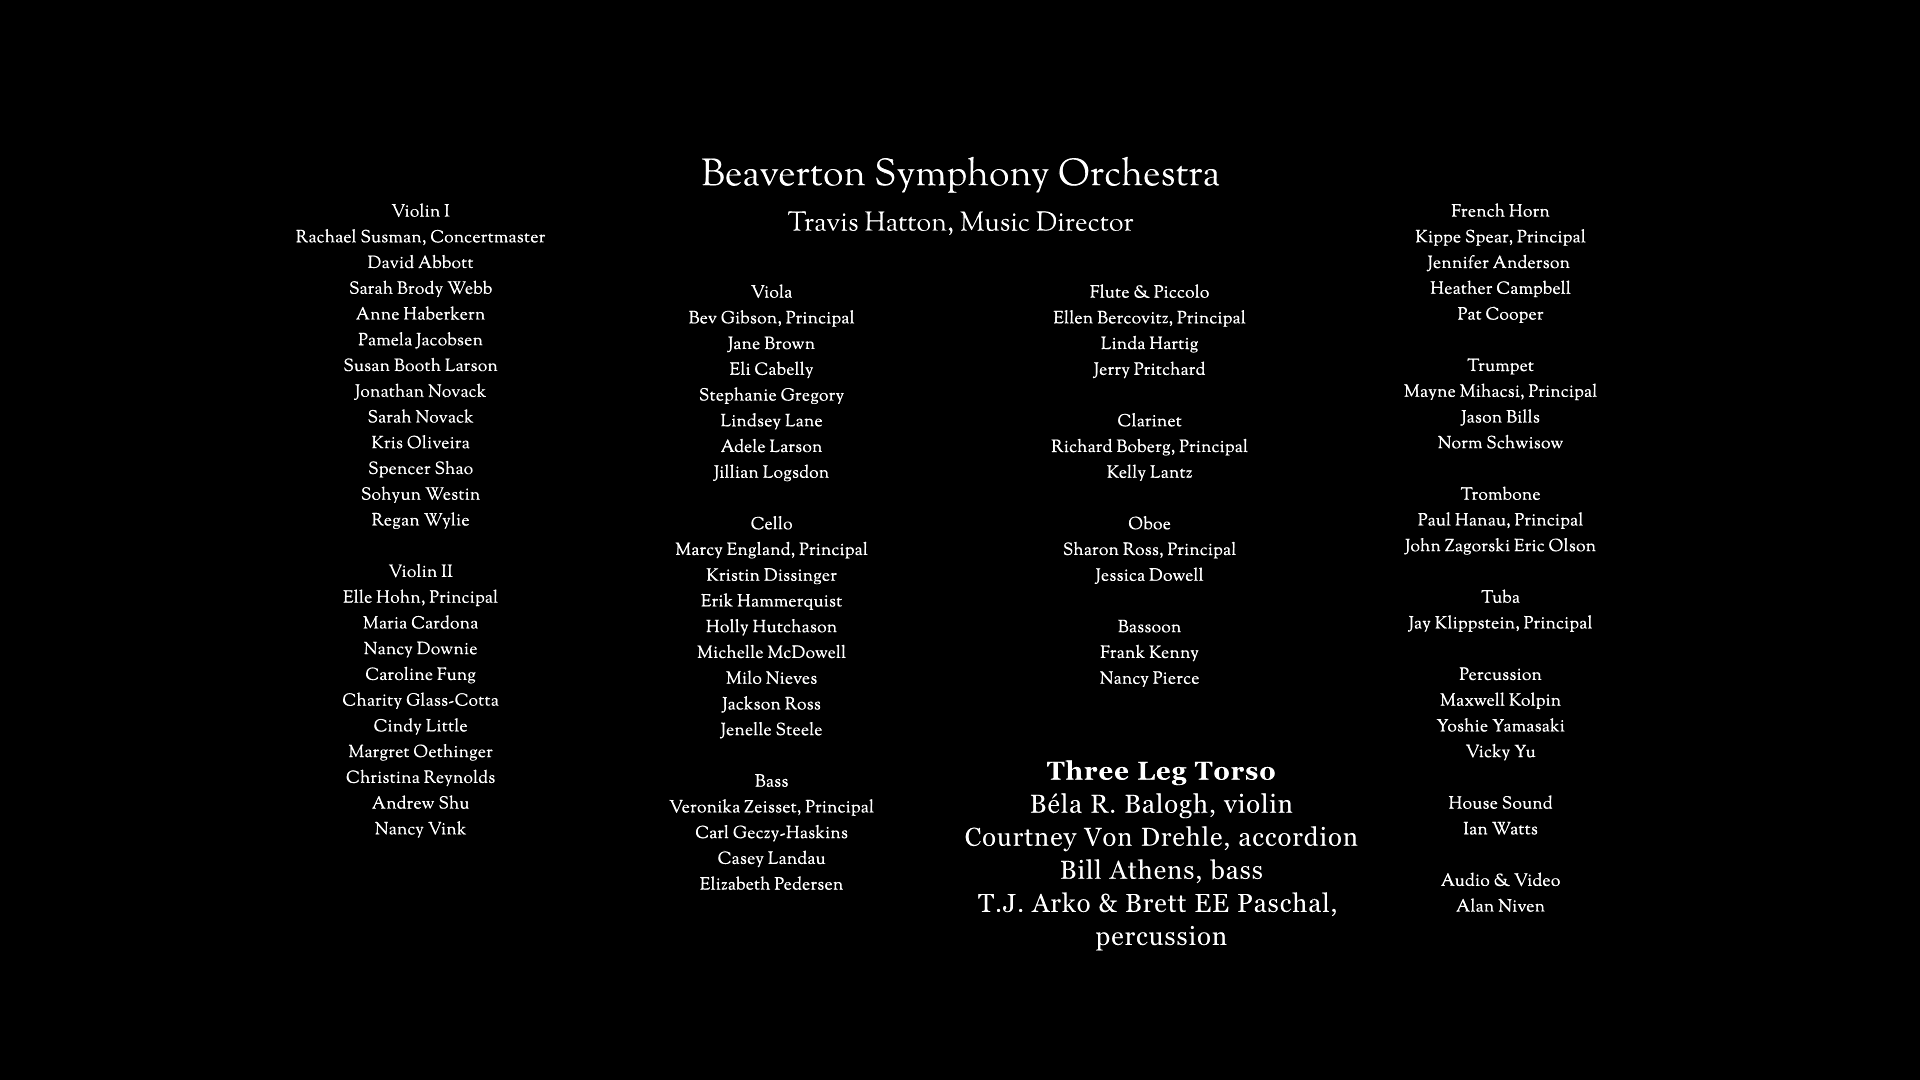 Beaverton Symphony Orchestra
Travis Hatton, Music Director
Violin I
Rachael Susman, Concertmaster
David Abbott
Sarah Brody Webb
Anne Haberkern
Pamela Jacobsen
Susan Booth Larson
Jonathan Novack
Sarah Novack
Kris Oliveira
Spencer Shao
Sohyun Westin
Regan Wylie
Violin II
Elle Hohn, Principal
Maria Cardona
Nancy Downie
Caroline Fung
Charity Glass-Cotta
Cindy Little
Margret Oethinger
Christina Reynolds
Andrew Shu
Nancy Vink
Viola
Bev Gibson, Principal
Jane Brown
Eli Cabelly
Stephanie Gregory
Lindsey Lane
Adele Larson
Jillian Logsdon
Cello
Marcy England, Principal
Kristin Dissinger
Erik Hammerquist
Holly Hutchason
Michelle McDowell
Milo Nieves
Jackson Ross
Jenelle Steele
Bass
Veronika Zeisset, Principal
Carl Geczy-Haskins
Casey Landau
Elizabeth Pedersen
Flute & Piccolo
Ellen Bercovitz, Principal
Linda Hartig
Jerry Pritchard
Clarinet
Richard Boberg, Principal
Kelly Lantz
Oboe
Sharon Ross, Principal
Jessica Dowell
Bassoon
Frank Kenny
Nancy Pierce
Three Leg Torso
Béla R. Balogh, violin
Courtney Von Drehle, accordion
Bill Athens, bass
T.J. Arko & Brett EE Paschal,
percussion
French Horn
Kippe Spear, Principal
Jennifer Anderson
Heather Campbell
Pat Cooper
Trumpet
Mayne Mihacsi, Principal
Jason Bills
Norm Schwisow
Trombone
Paul Hanau, Principal
John Zagorski Eric Olson
Tuba
Jay Klippstein, Principal
Percussion
Maxwell Kolpin
Yoshie Yamasaki
Vicky Yu
House Sound
Ian Watts
Audio & Video
Alan Niven